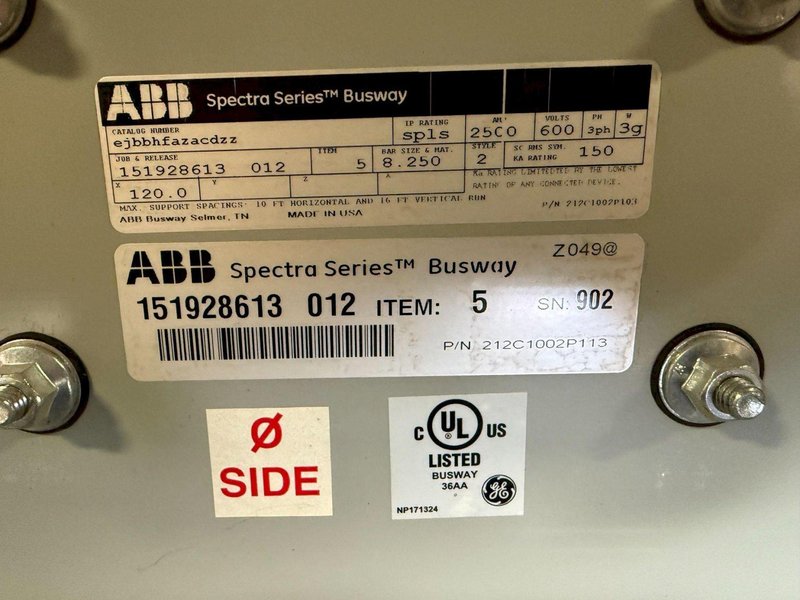 ABB Spectra Series™ Busway
CATALOG NUMBER IP RATING AMP VOLTS PH W
ejbbhfazacdzz spls 2500 600 3ph 3g
JOB & RELEASE ITEM BAR SIZE & MAT. STYLE SC RMS SYM. KA RATING
151928613 012 5 8.250 2 150
X Y Z
120.0
KA RATING LIMITED BY THE LOWEST
RATING OF ANY CONNECTED DEVICE.
MAX. SUPPORT SPACINGS: 10 FT HORIZONTAL AND 16 FT VERTICAL RUN P/N 212C1002P103
ABB Busway Selmer, TN MADE IN USA
ABB Spectra Series™ Busway Z049@
151928613 012 ITEM: 5 SN: 902
P/N 212C1002P113
Ø
SIDE
C UL® US
LISTED
BUSWAY
36AA
GE
NP171324